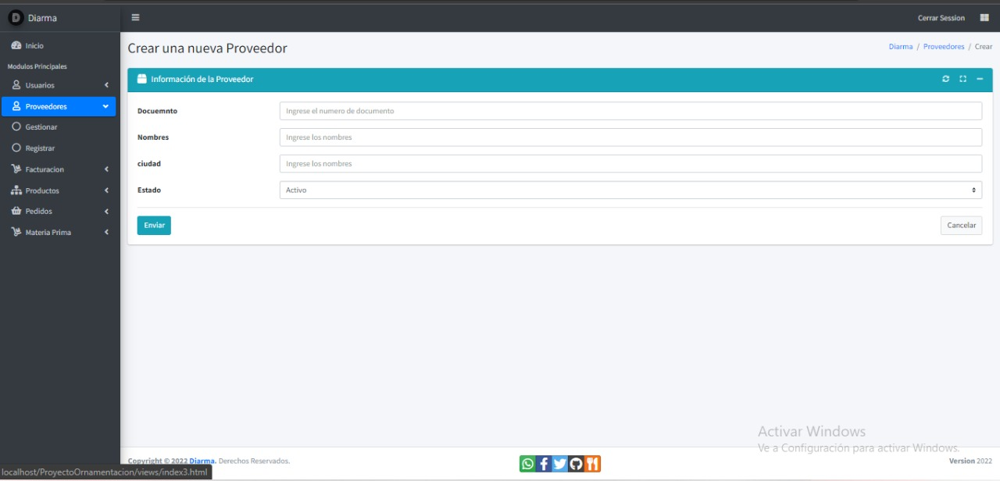 Diarma
Cerrar Session
Inicio
Modulos Principales
Usuarios
Proveedores
Gestionar
Registrar
Facturacion
Productos
Pedidos
Materia Prima
Crear una nueva Proveedor
Diarma / Proveedores / Crear
Información de la Proveedor
Docuemnto
Ingrese el numero de documento
Nombres
Ingrese los nombres
ciudad
Ingrese los nombres
Estado
Activo
Enviar
Cancelar
Activar Windows
Ve a Configuración para activar Windows.
Copyright © 2022 Diarma. Derechos Reservados.
Version 2022
localhost/ProyectoOrnamentacion/views/index3.html